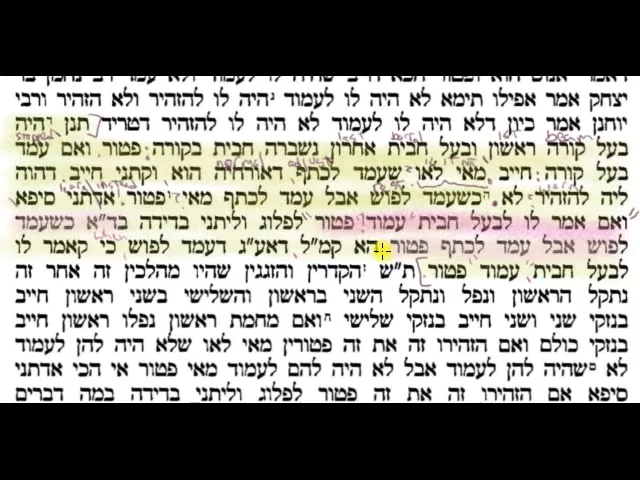 יצחק אמר אפילו תימא לא היה לו לעמוד היה לו להזהיר ולא הזהיר ורבי
יוחנן אמר כיון דלא היה לו לעמוד לא היה לו להזהיר דטריד תנן היה
בעל קורה ראשון ובעל חבית אחרון נשברה חבית בקורה פטור. ואם עמד
בעל קורה חייב מאי לאו שעמד לכתף דאורחיה הוא וקתני חייב דהוה
ליה להזהיר לא כשעמד לפוש אבל עמד לכתף מאי פטור אדתני סיפא
ואם אמר לו לבעל חבית עמוד פטור לפלוג וליתני בדידה בד"א כשעמד
לפוש אבל עמד לכתף פטור הא קמ"ל דאע"ג דעמד לפוש כי קאמר לו
לבעל חבית עמוד פטור. ת"ש הקדרין והזגגין שהיו מהלכין זה אחר זה
נתקל הראשון ונפל ונתקל השני בראשון והשלישי בשני ראשון חייב
בנזקי שני ושני חייב בנזקי שלישי ואם מחמת ראשון נפלו ראשון חייב
בנזקי כולם ואם הזהירו זה את זה פטורין מאי לאו שלא היה להן לעמוד
לא שהיה להן לעמוד אבל לא היה להם לעמוד מאי פטור אי הכי אדתני
סיפא אם הזהירו זה את זה פטור לפלוג וליתני בדידה במה דברים